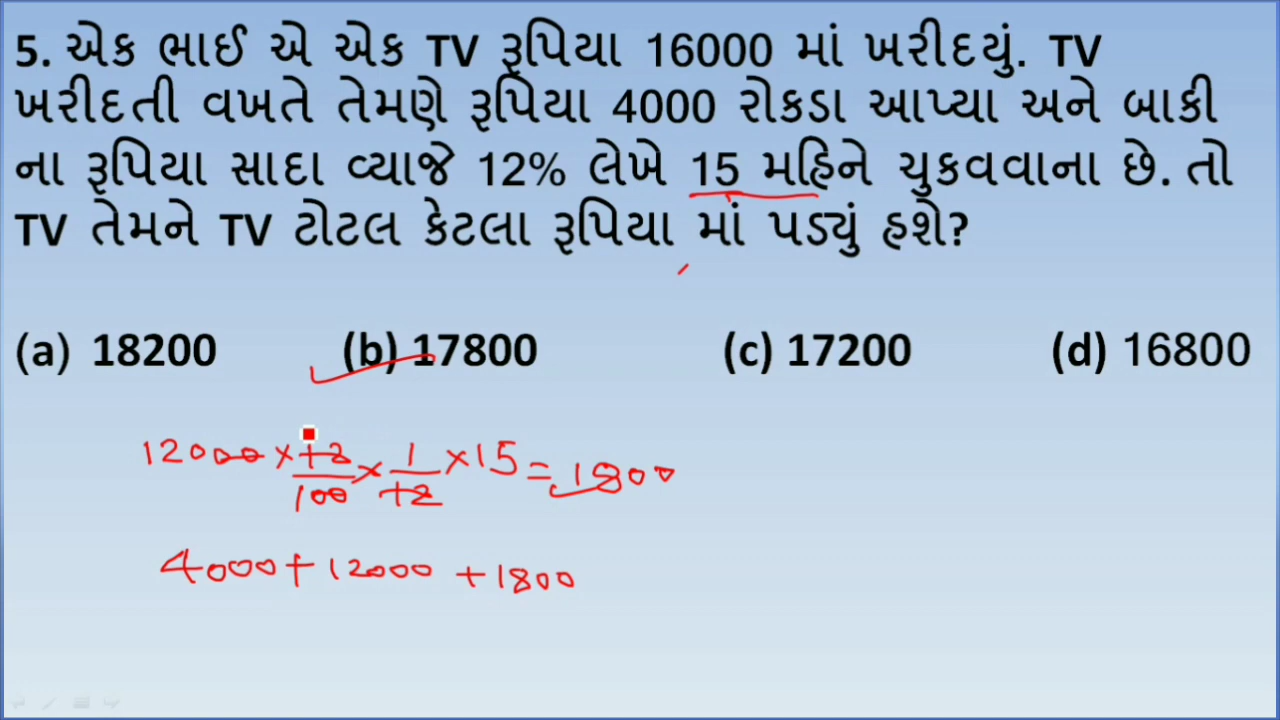 5. એક ભાઈ એ એક TV રૂપિયા 16000 માં ખરીદયું. TV
ખરીદતી વખતે તેમણે રૂપિયા 4000 રોકડા આપ્યા અને બાકી
ના રૂપિયા સાદા વ્યાજે 12% લેખે 15 મહિને ચુકવવાના છે. તો
TV તેમને TV ટોટલ કેટલા રૂપિયા માં પડ્યું હશે?
(a) 18200 (b) 17800 (c) 17200 (d) 16800
12000 × 12/100 × 1/12 × 15 = 1800
4000 + 12000 + 1800